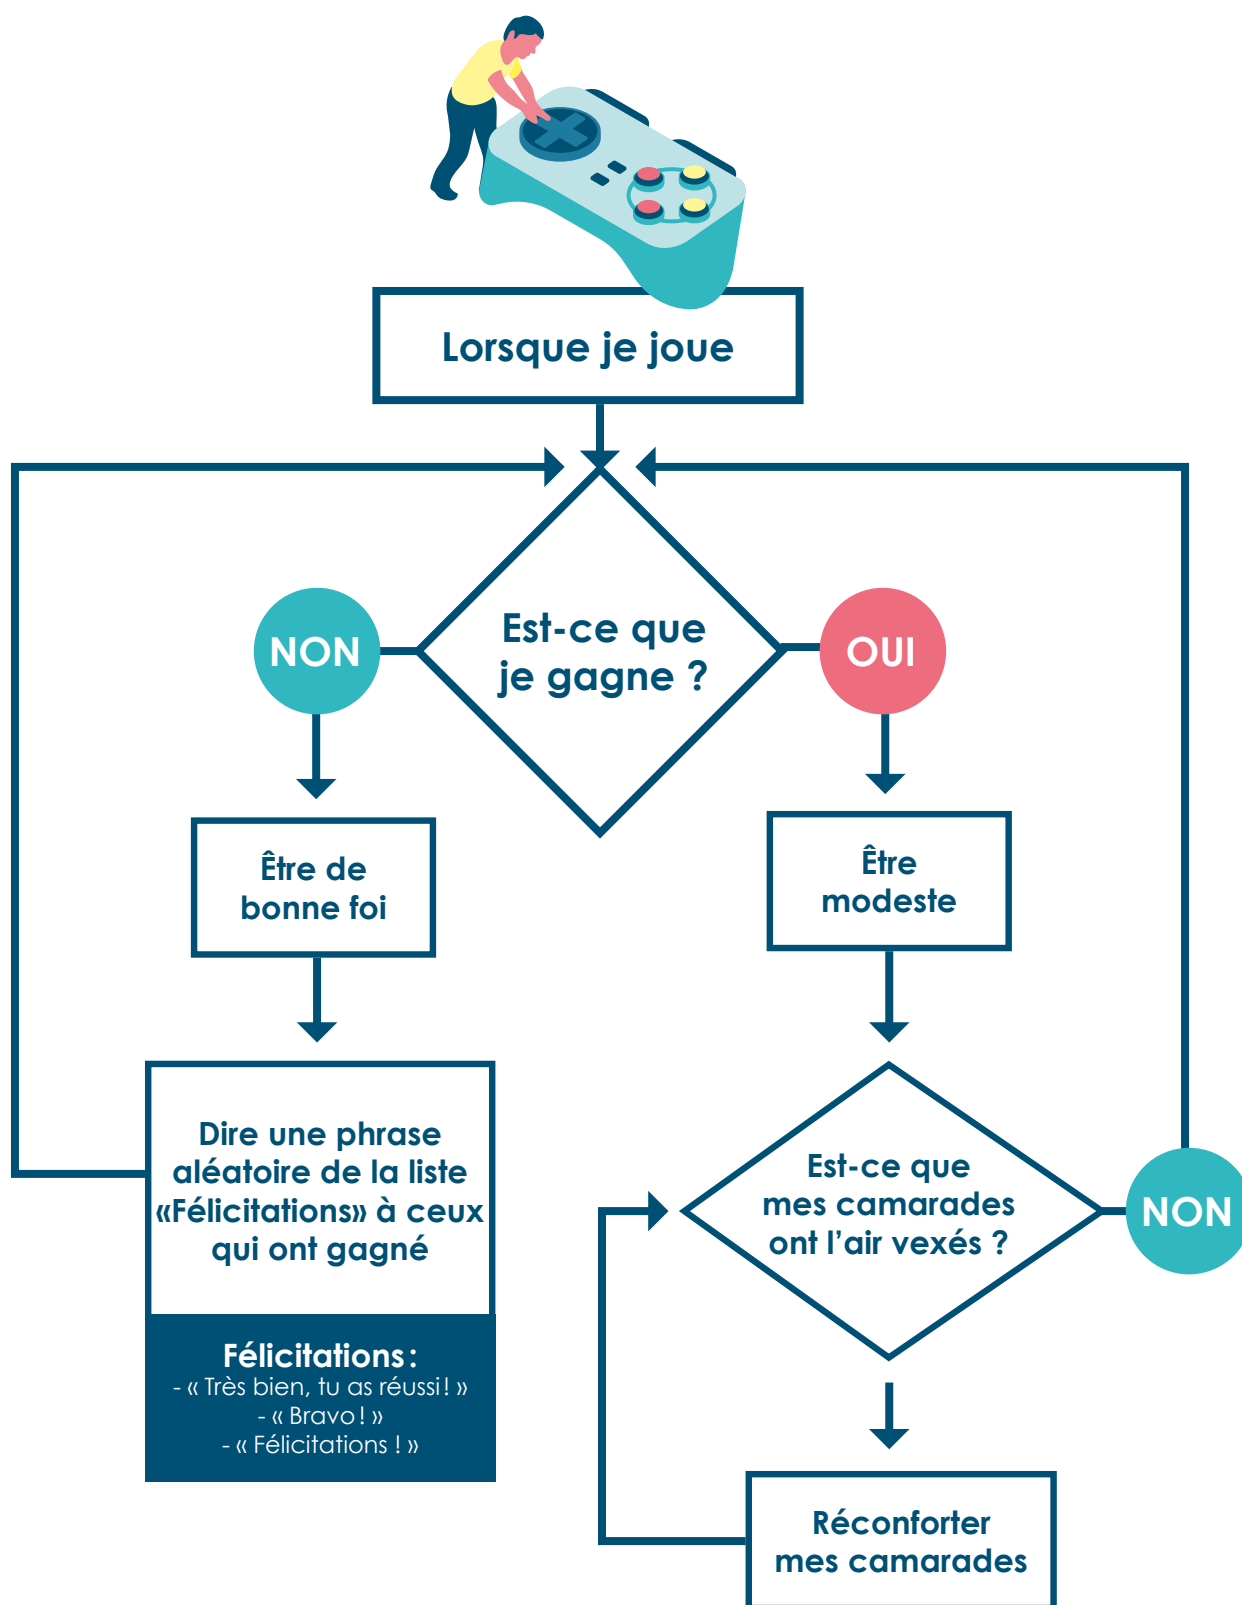 Lorsque je joue
Est-ce que
je gagne ?
NON
OUI
Être de
bonne foi
Être
modeste
Dire une phrase
aléatoire de la liste
«Félicitations» à ceux
qui ont gagné
Félicitations :
- « Très bien, tu as réussi ! »
- « Bravo ! »
- « Félicitations ! »
Est-ce que
mes camarades
ont l’air vexés ?
NON
Réconforter
mes camarades